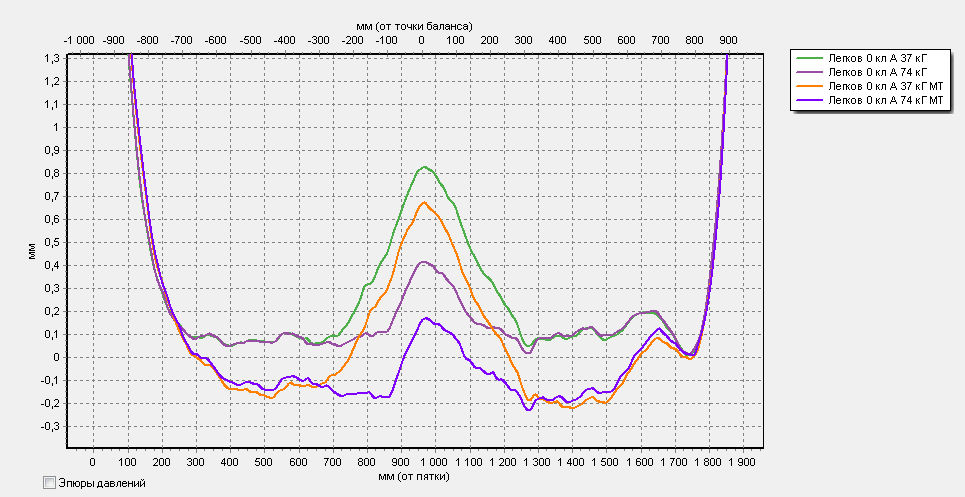 мм (от точки баланса)
-1 000 -900 -800 -700 -600 -500 -400 -300 -200 -100 0 100 200 300 400 500 600 700 800 900
1,3
1,2
1,1
1
0,9
0,8
0,7
0,6
0,5
0,4
0,3
0,2
0,1
0
-0,1
-0,2
-0,3
мм
0 100 200 300 400 500 600 700 800 900 1 000 1 100 1 200 1 300 1 400 1 500 1 600 1 700 1 800 1 900
мм (от пятки)
Эпюры давлений
Легков 0 кл А 37 кГ
Легков 0 кл А 74 кГ
Легков 0 кл А 37 кГ МТ
Легков 0 кл А 74 кГ МТ